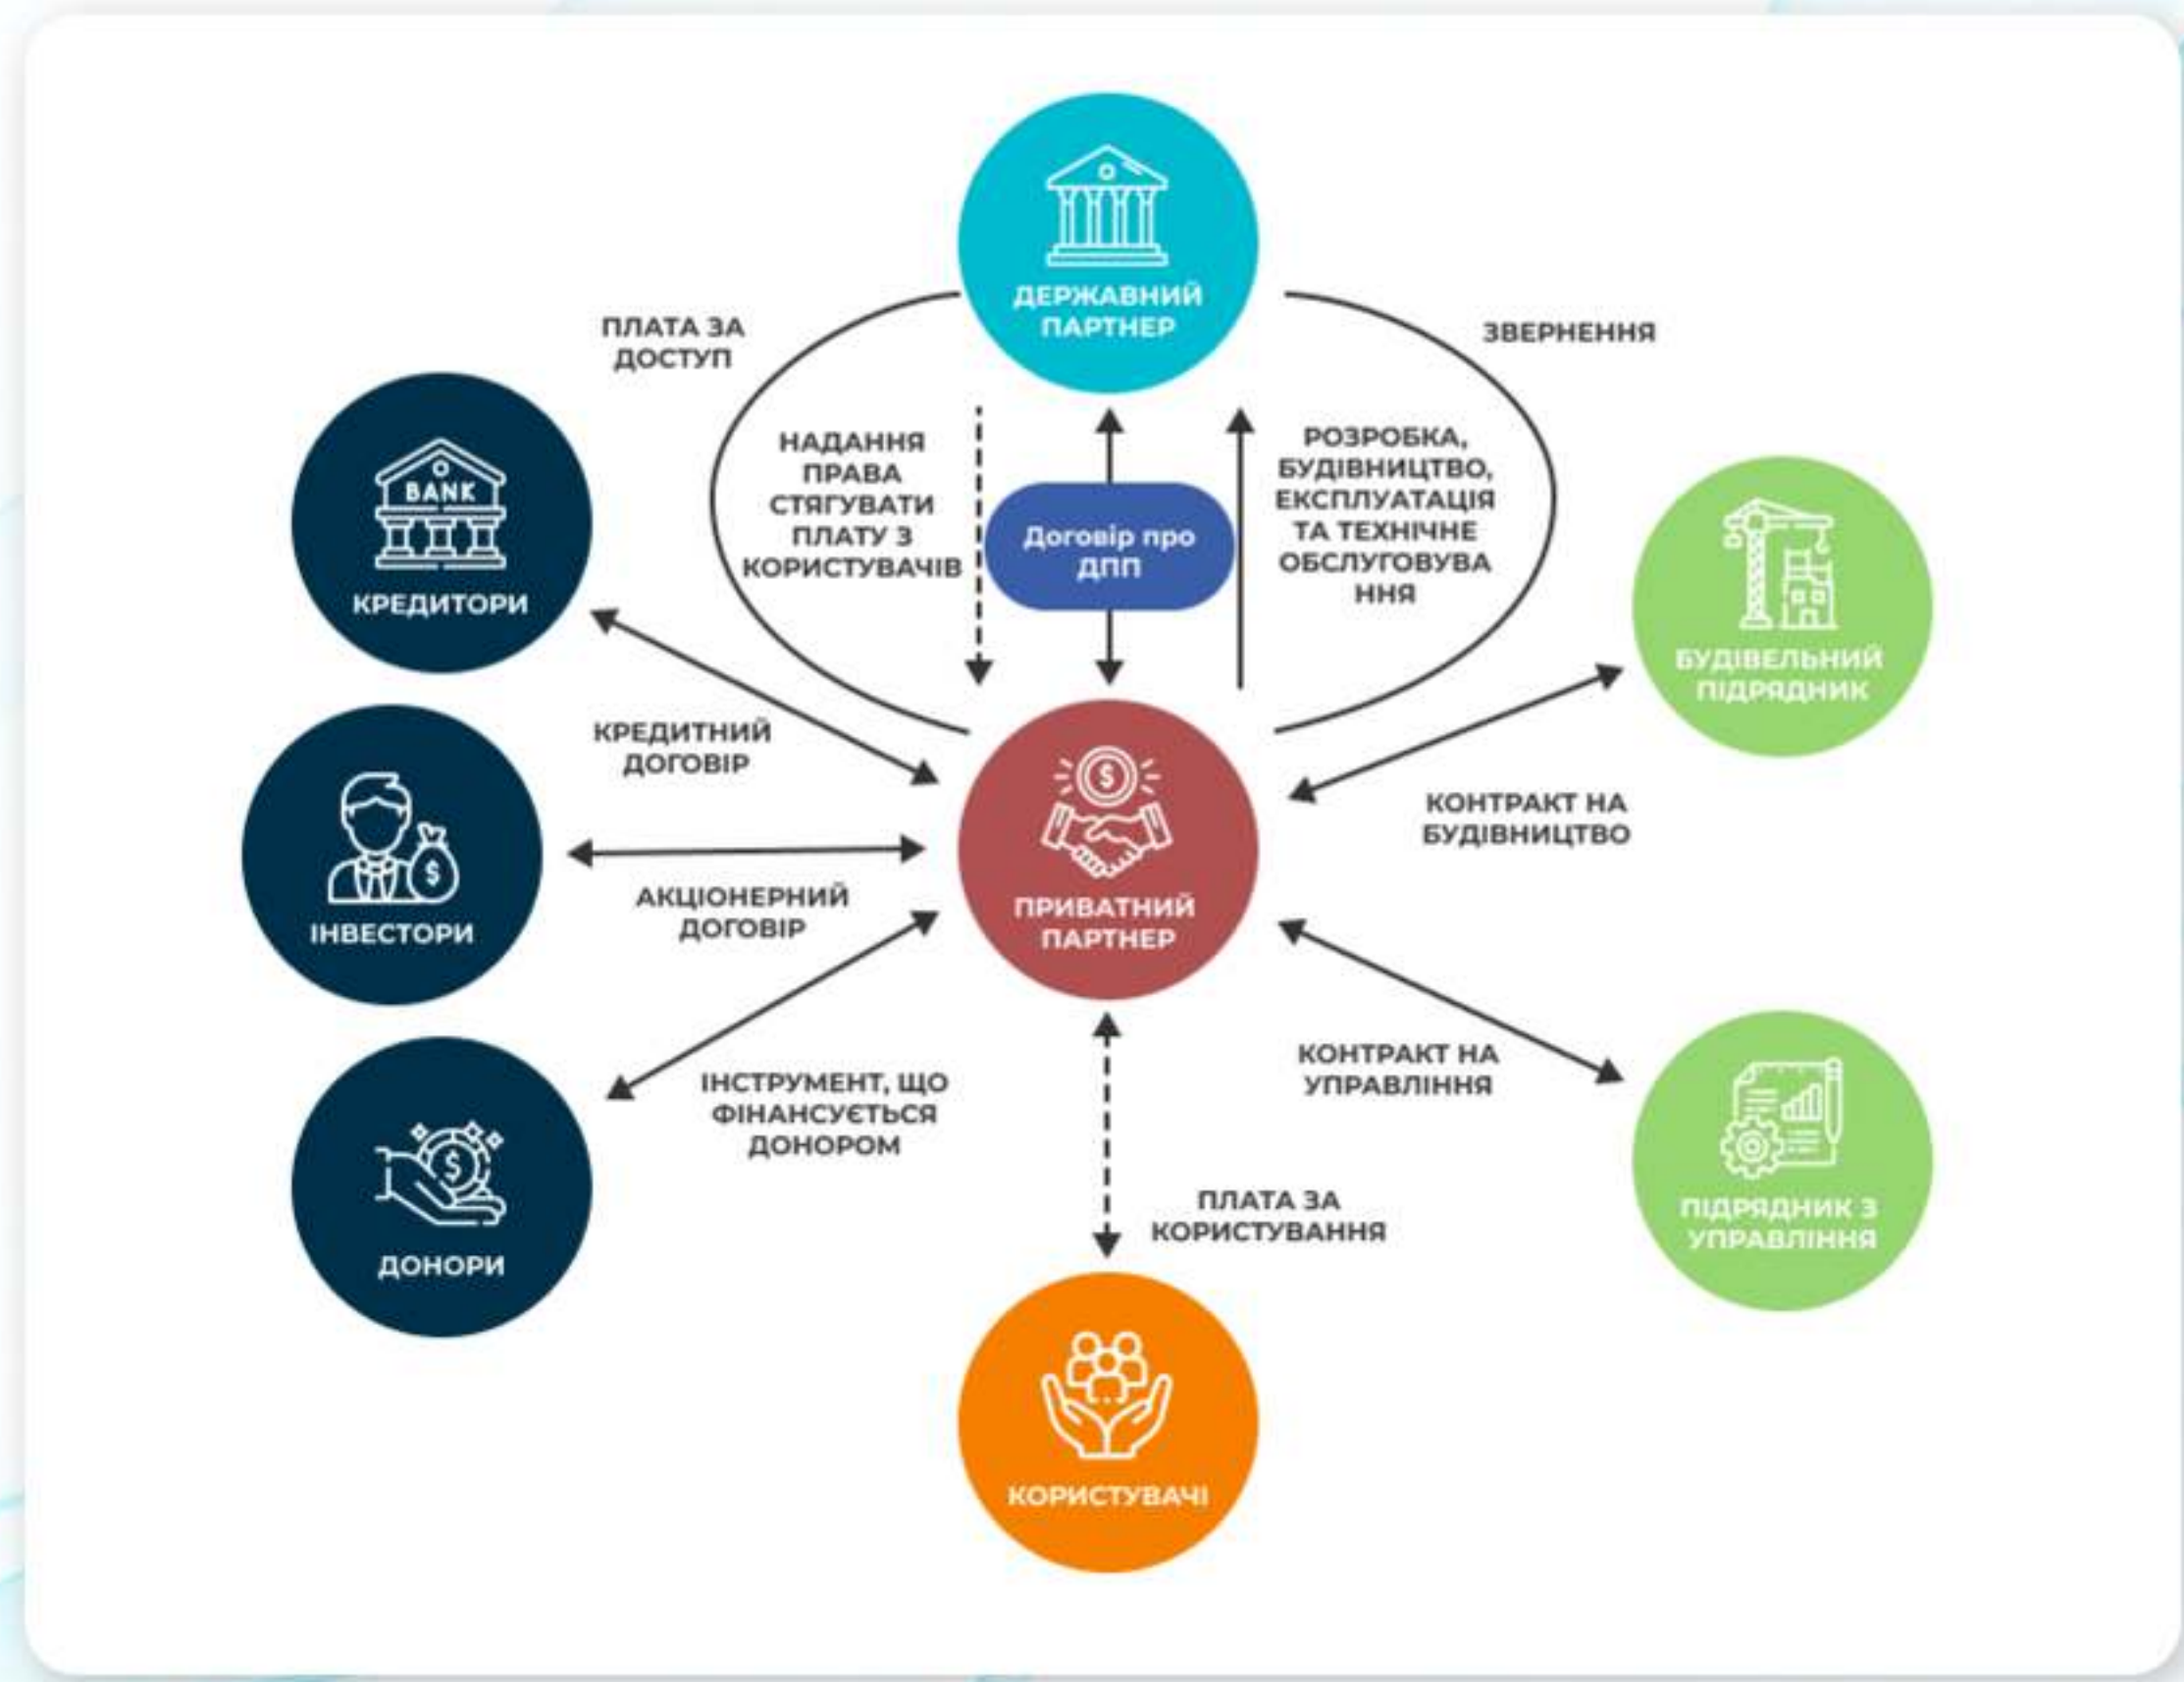 ДЕРЖАВНИЙ
ПАРТНЕР
ПЛАТА ЗА
ДОСТУП
ЗВЕРНЕННЯ
НАДАННЯ
ПРАВА
СТЯГУВАТИ
ПЛАТУ З
КОРИСТУВАЧІВ
Договір про
ДПП
РОЗРОБКА,
БУДІВНИЦТВО,
ЕКСПЛУАТАЦІЯ
ТА ТЕХНІЧНЕ
ОБСЛУГОВУВА
ННЯ
BANK
КРЕДИТОРИ
БУДІВЕЛЬНИЙ
ПІДРЯДНИК
КРЕДИТНИЙ
ДОГОВІР
КОНТРАКТ НА
БУДІВНИЦТВО
ІНВЕСТОРИ
АКЦІОНЕРНИЙ
ДОГОВІР
ПРИВАТНИЙ
ПАРТНЕР
ІНСТРУМЕНТ, ЩО
ФІНАНСУЄТЬСЯ
ДОНОРОМ
КОНТРАКТ НА
УПРАВЛІННЯ
ДОНОРИ
ПЛАТА ЗА
КОРИСТУВАННЯ
ПІДРЯДНИК З
УПРАВЛІННЯ
КОРИСТУВАЧІ